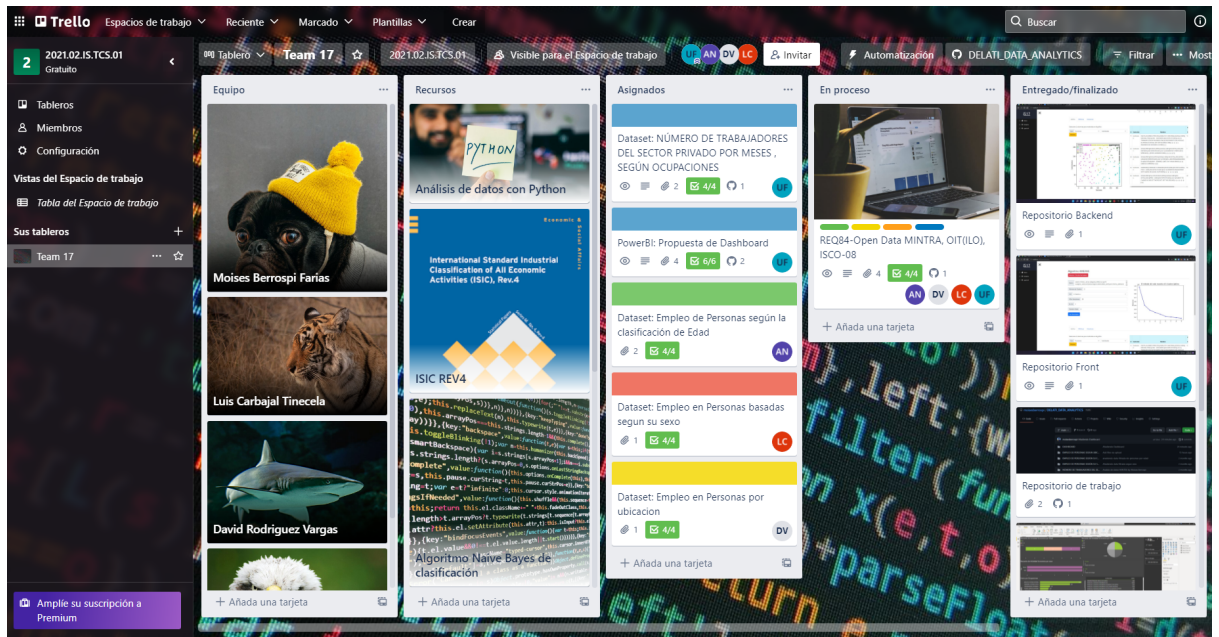 Trello
Espacios de trabajo
Reciente
Marcado
Plantillas
Crear
Buscar
2
2021.02.IS.TCS.01
Gratuito
Tablero
Team 17
2021.02.IS.TCS.01
Visible para el Espacio de trabajo
UF AN DV LC
Invitar
Automatización
DELATI_DATA_ANALYTICS
Filtrar
Most
Tableros
Miembros
Configuración
Vistas del Espacio de trabajo
Tabla del Espacio de trabajo
Sus tableros
Team 17
Amplíe su suscripción a
Premium
Equipo
Moises Berrospi Farias
Luis Carbajal Tinecela
David Rodriguez Vargas
Añada una tarjeta
Recursos
PYTHON
Análisis de datos con Python
Economic & Social Affairs
International Standard Industrial
Classification of All Economic
Activities (ISIC), Rev.4
ISIC REV4
Algoritmo Naive Bayes de
clasificación
Añada una tarjeta
Asignados
Dataset: NÚMERO DE TRABAJADORES
DEL SECTOR PRIVADO POR MESES ,
SEGÚN OCUPACIONES
2 4/4 1 UF
PowerBI: Propuesta de Dashboard
4 6/6 2 UF
Dataset: Empleo de Personas según la
clasificación de Edad
2 4/4 AN
Dataset: Empleo en Personas basadas
segun su sexo
1 4/4 LC
Dataset: Empleo en Personas por
ubicacion
1 4/4 DV
Añada una tarjeta
En proceso
REQ84-Open Data MINTRA, OIT(ILO),
ISCO-08
4 4/4 1
AN DV LC UF
Añada una tarjeta
Entregado/finalizado
Repositorio Backend
1 UF
Repositorio Front
1 UF
Repositorio de trabajo
2 1
Añada una tarjeta